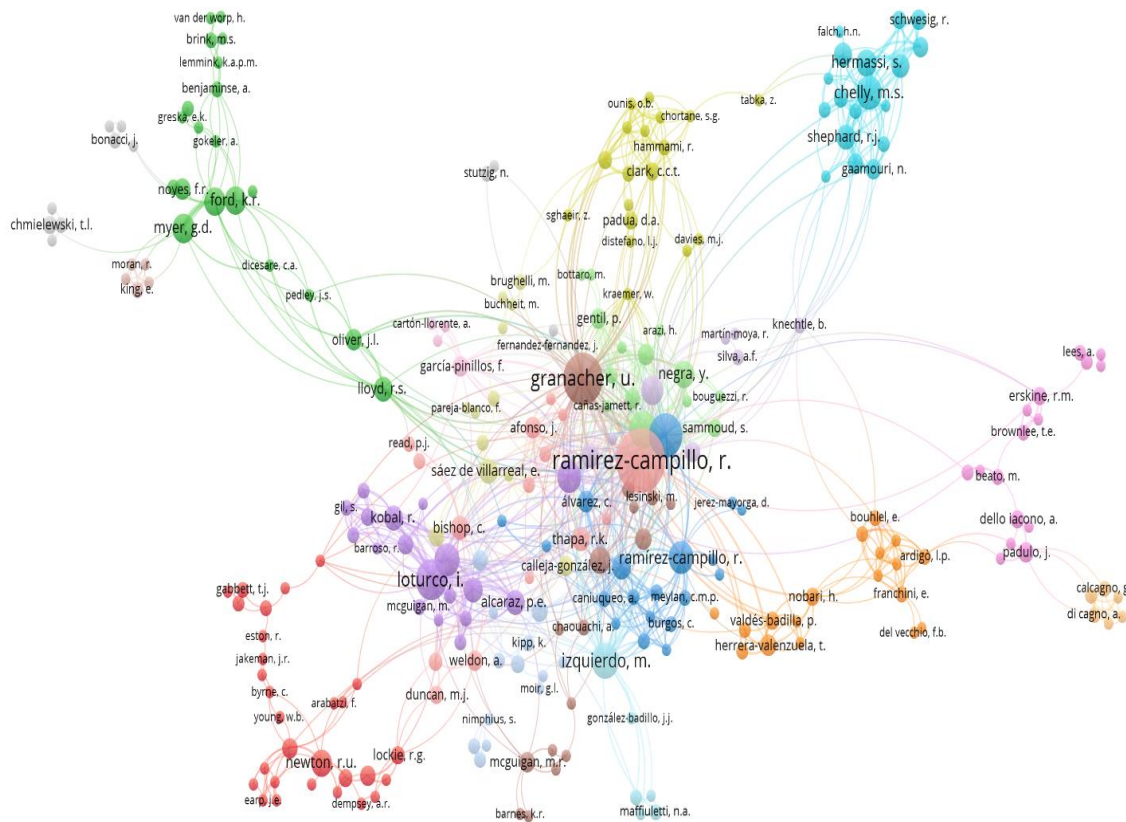 van der worp, h.
brink, m.s.
lemmink, k.a.p.m.
benjaminse, a.
greska, e.k.
gokeler, a.
bonacci, j.
noyes, f.r.
ford, k.r.
chmielewski, t.l.
myer, g.d.
moran, r.
king, e.
dicesare, c.a.
pedley, j.s.
oliver, j.l.
lloyd, r.s.
schwesig, r.
falch, h.n.
hermassi, s.
chelly, m.s.
shephard, r.j.
gaamouri, n.
tabka, z.
ounis, o.b.
chortane, s.g.
hammami, r.
clark, c.c.t.
stutzig, n.
sghaeir, z.
padua, d.a.
distefano, l.j.
davies, m.j.
brughelli, m.
bottaro, m.
buchheit, m.
kraemer, w.
gentil, p.
arazi, h.
cartón-llorente, a.
fernandez-fernandez, j.
martín-moya, r.
knechtle, b.
silva, a.f.
garcía-pinillos, f.
granacher, u.
negra, y.
cañas-jamett, r.
bouguezzi, r.
pareja-blanco, f.
afonso, j.
sammoud, s.
read, p.j.
ramirez-campillo, r.
sáez de villarreal, e.
lees, a.
erskine, r.m.
brownlee, t.e.
beato, m.
dello iacono, a.
padulo, j.
calcagno, g
di cagno, a.
álvarez, c.
lesinski, m.
jerez-mayorga, d.
gil, s.
kobal, r.
bishop, c.
barroso, r.
thapa, r.k.
ramírez-campillo, r.
calleja-gonzález, j.
loturco, i.
bouhlel, e.
ardigò, l.p.
franchini, e.
nobari, h.
del vecchio, f.b.
valdés-badilla, p.
herrera-valenzuela, t.
mcguigan, m.
alcaraz, p.e.
caniuqueo, a.
meylan, c.m.p.
burgos, c.
chaouachi, a.
kipp, k.
izquierdo, m.
weldon, a.
moir, g.l.
duncan, m.j.
gabbett, t.j.
eston, r.
jakeman, j.r.
byrne, c.
arabatzi, f.
young, w.b.
nimphius, s.
gonzález-badillo, j.j.
newton, r.u.
lockie, r.g.
mcguigan, m.r.
earp, j.e.
dempsey, a.r.
barnes, k.r.
maffiuletti, n.a.